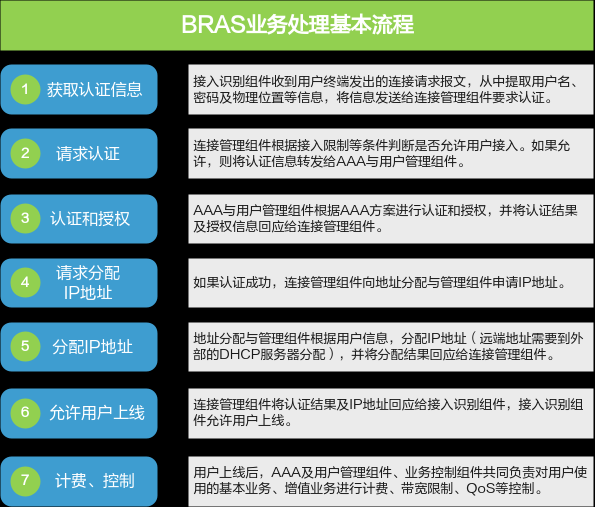 BRAS业务处理基本流程
1 获取认证信息
接入识别组件收到用户终端发出的连接请求报文，从中提取用户名、
密码及物理位置等信息，将信息发送给连接管理组件要求认证。
2 请求认证
连接管理组件根据接入限制等条件判断是否允许用户接入。如果允
许，则将认证信息转发给AAA与用户管理组件。
3 认证和授权
AAA与用户管理组件根据AAA方案进行认证和授权，并将认证结果
及授权信息回应给连接管理组件。
4 请求分配
IP地址
如果认证成功，连接管理组件向地址分配与管理组件申请IP地址。
5 分配IP地址
地址分配与管理组件根据用户信息，分配IP地址（远端地址需要到外
部的DHCP服务器分配），并将分配结果回应给连接管理组件。
6 允许用户上线
连接管理组件将认证结果及IP地址回应给接入识别组件，接入识别组
件允许用户上线。
7 计费、控制
用户上线后，AAA及用户管理组件、业务控制组件共同负责对用户使
用的基本业务、增值业务进行计费、带宽限制、QoS等控制。